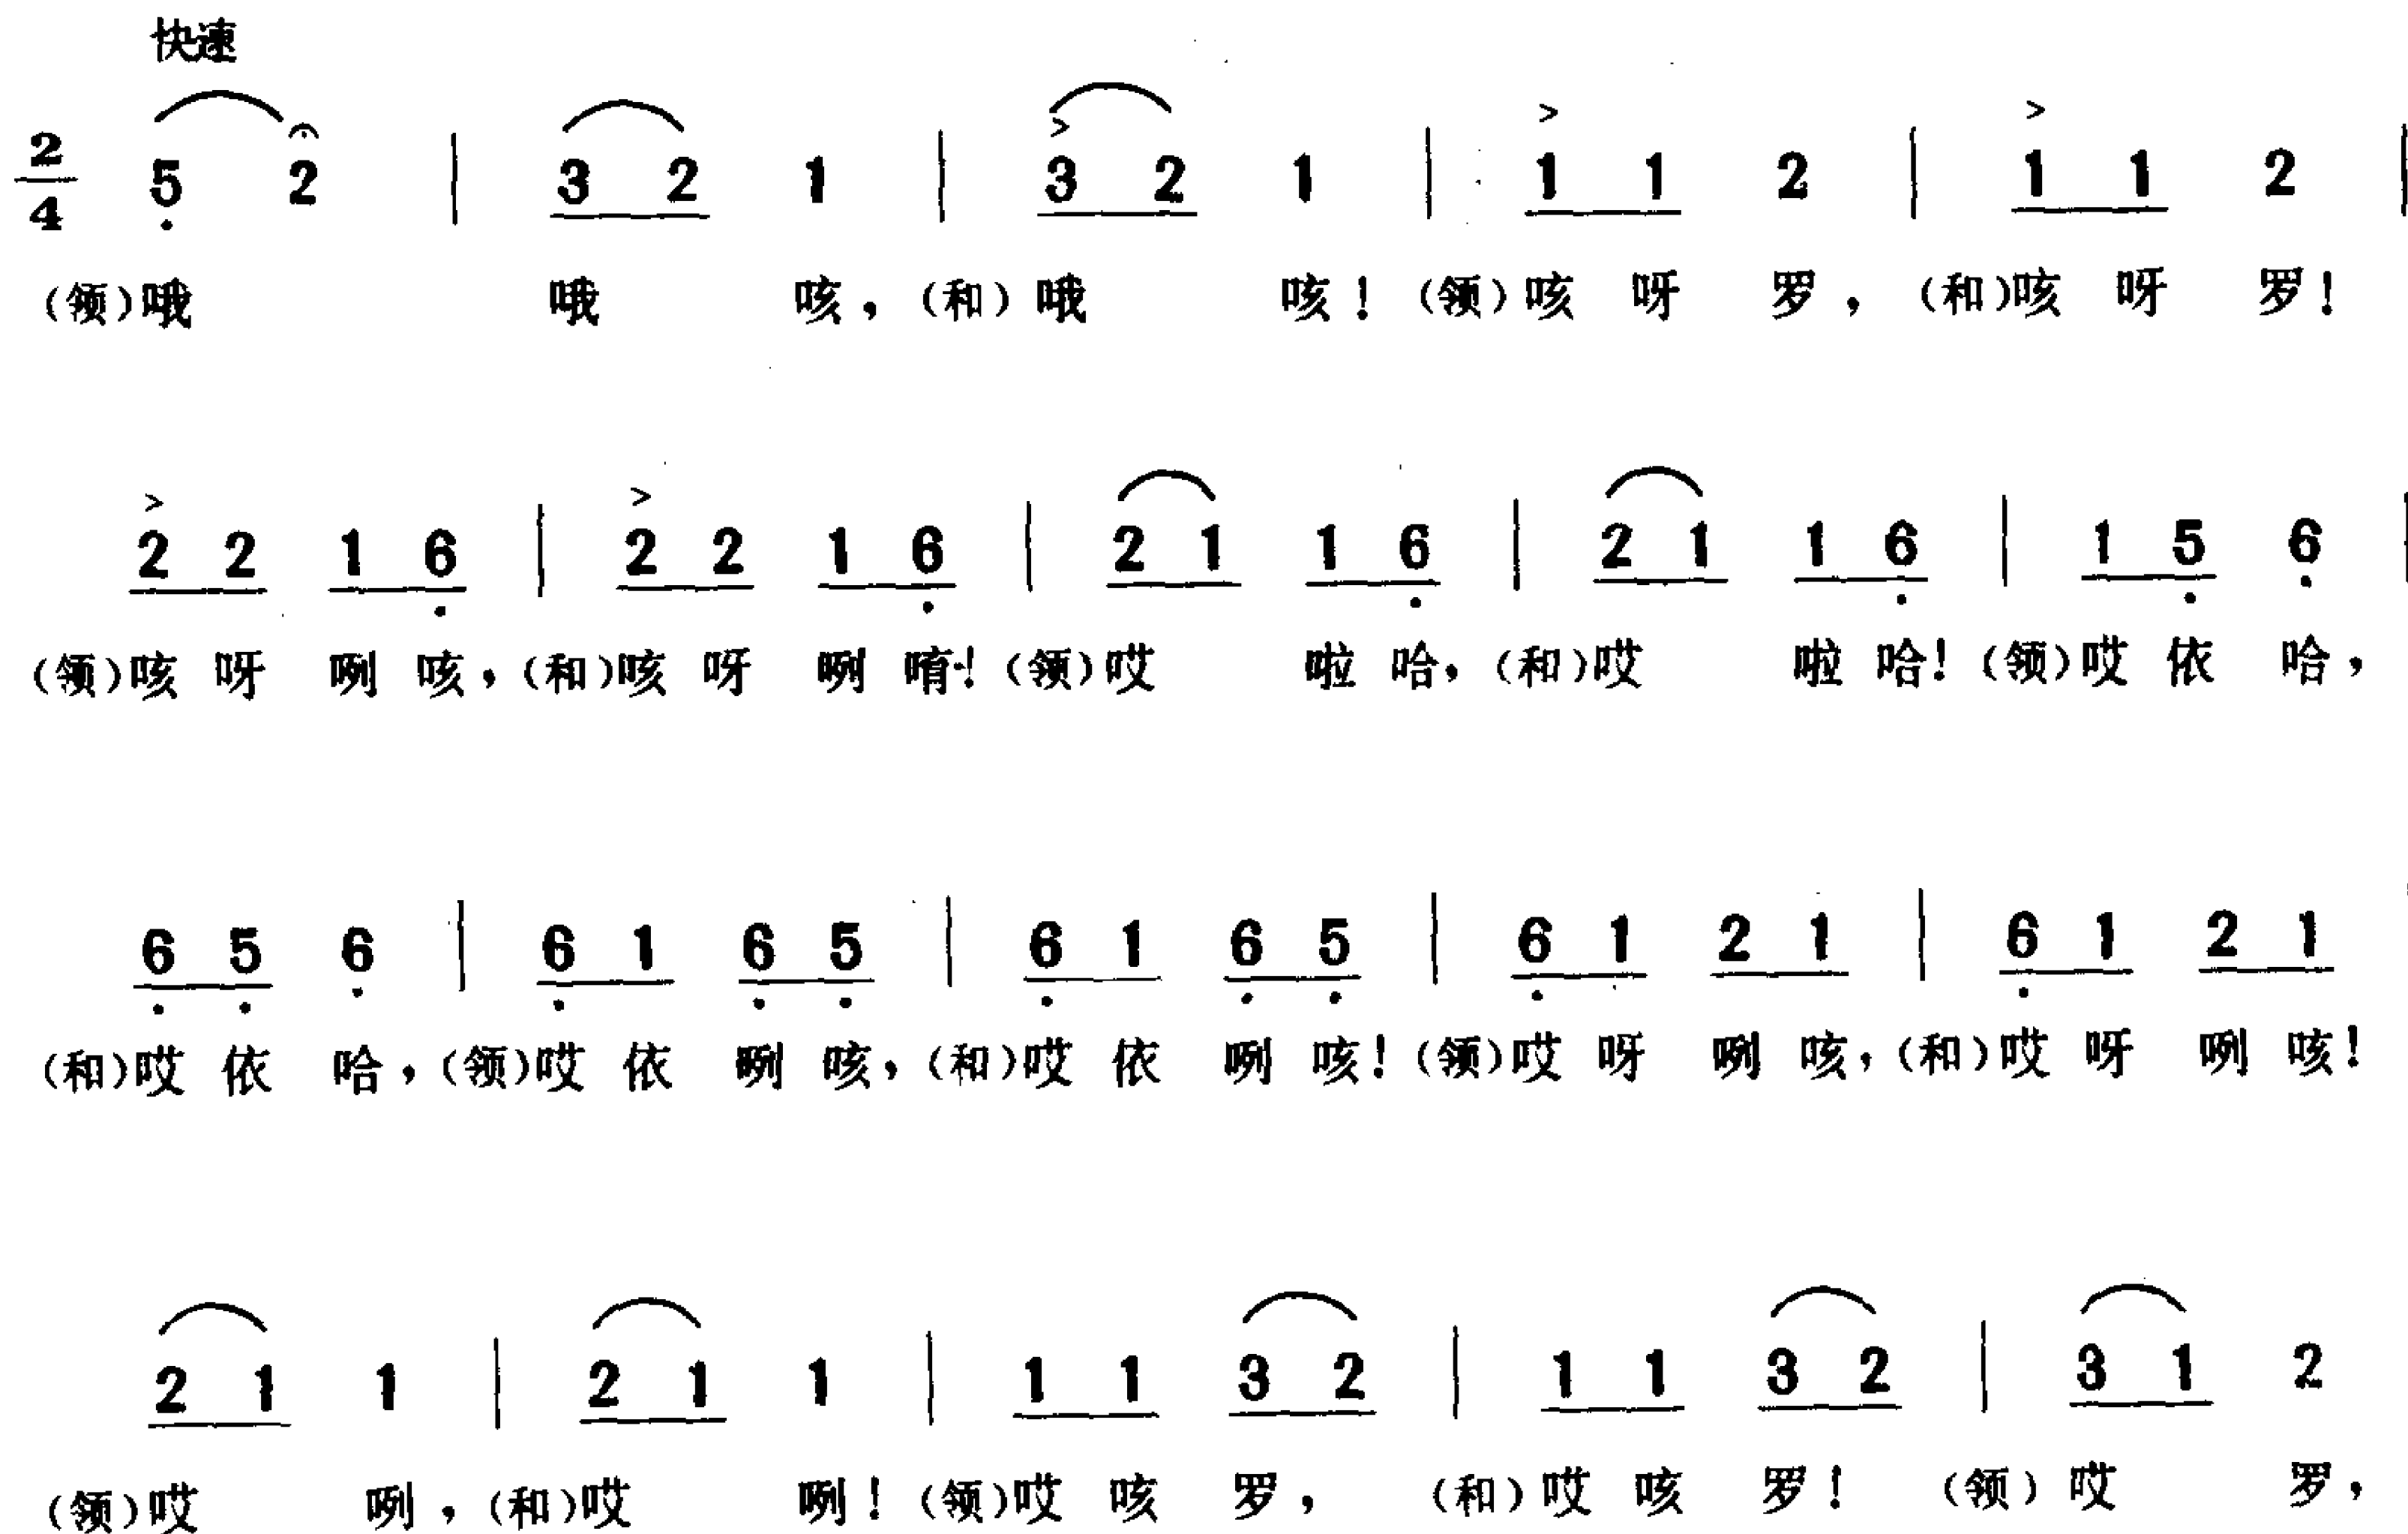 快速
2/4 5 2 | 3 2 1 | 3 2 1 | 1 1 2 | 1 1 2 |
(领)哦 哦 咳，(和)哦 咳！(领)咳 呀 罗，(和)咳 呀 罗！
2 2 1 6 | 2 2 1 6 | 2 1 1 6 | 2 1 1 6 | 1 5 6 |
(领)咳 呀 咧 咳，(和)咳 呀 咧 唷！(领)哎 啦 哈，(和)哎 啦 哈！(领)哎 依 哈，
6 5 6 | 6 1 6 5 | 6 1 6 5 | 6 1 2 1 | 6 1 2 1
(和)哎 依 哈，(领)哎 依 咧 咳，(和)哎 依 咧 咳！(领)哎 呀 咧 咳，(和)哎 呀 咧 咳！
2 1 1 | 2 1 1 | 1 1 3 2 | 1 1 3 2 | 3 1 2
(领)哎 咧，(和)哎 咧！(领)哎 咳 罗，(和)哎 咳 罗！(领)哎 罗，